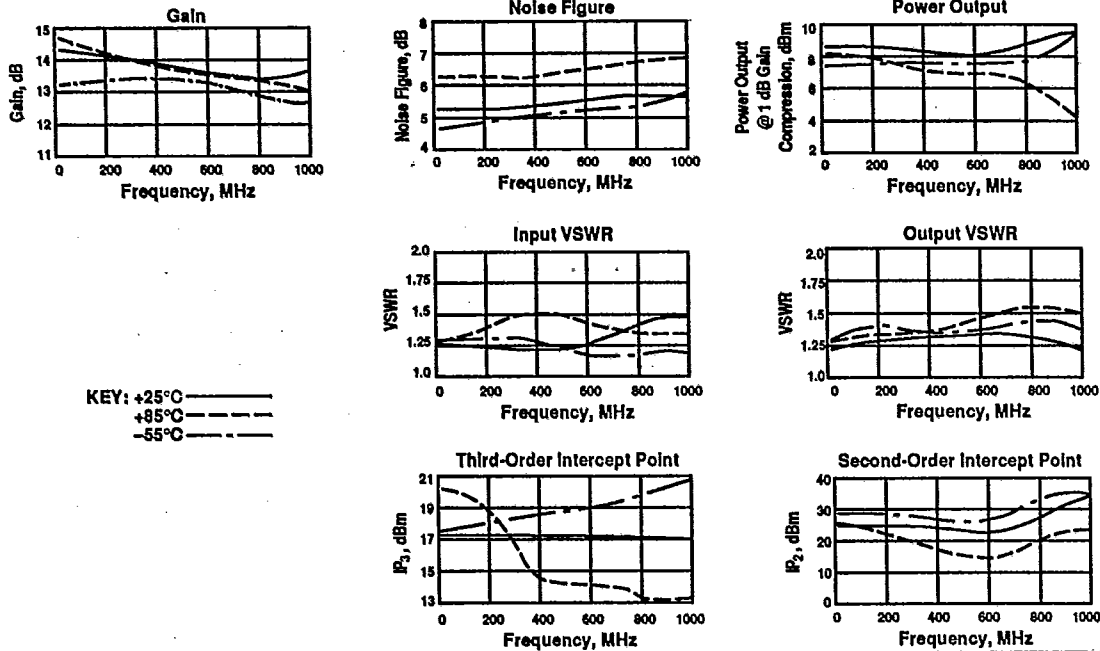 Gain
Gain, dB
15
14
13
12
11
0 200 400 600 800 1000
Frequency, MHz
Noise Figure
Noise Figure, dB
8
7
6
5
4
0 200 400 600 800 1000
Frequency, MHz
Power Output
Power Output
@ 1 dB Gain
Compression, dBm
10
8
6
4
2
0 200 400 600 800 1000
Frequency, MHz
Input VSWR
VSWR
2.0
1.75
1.5
1.25
1.0
0 200 400 600 800 1000
Frequency, MHz
Output VSWR
VSWR
2.0
1.75
1.5
1.25
1.0
0 200 400 600 800 1000
Frequency, MHz
KEY: +25°C
+85°C
-55°C
Third-Order Intercept Point
IP3, dBm
21
19
17
15
13
0 200 400 600 800 1000
Frequency, MHz
Second-Order Intercept Point
IP2, dBm
40
30
20
10
0
0 200 400 600 800 1000
Frequency, MHz